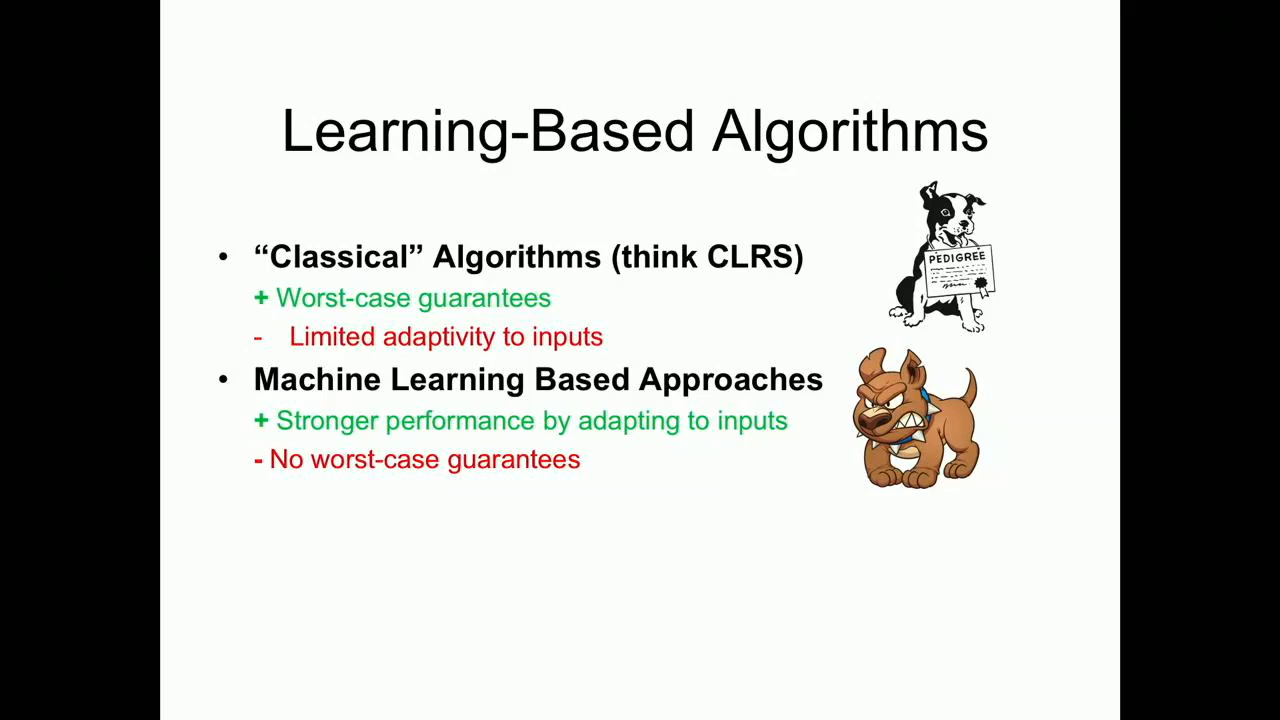 Learning-Based Algorithms
• “Classical” Algorithms (think CLRS)
+ Worst-case guarantees
- Limited adaptivity to inputs
PEDIGREE
• Machine Learning Based Approaches
+ Stronger performance by adapting to inputs
- No worst-case guarantees